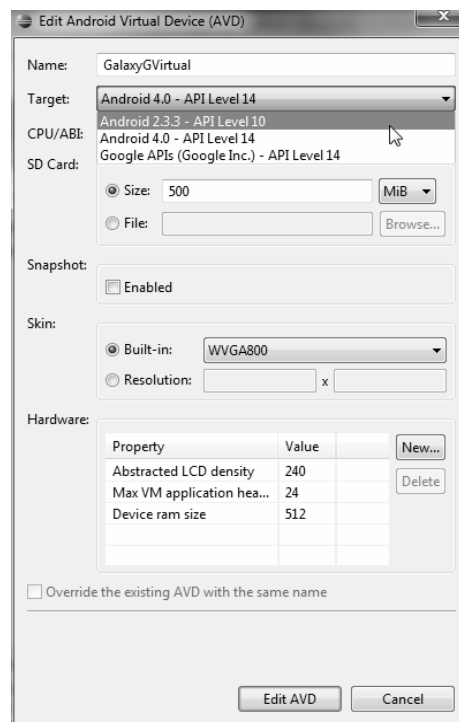 Edit Android Virtual Device (AVD)
Name: GalaxyGVirtual
Target: Android 4.0 - API Level 14
Android 2.3.3 - API Level 10
CPU/ABI: Android 4.0 - API Level 14
Google APIs (Google Inc.) - API Level 14
SD Card:
Size: 500 MiB
File: Browse...
Snapshot:
Enabled
Skin:
Built-in: WVGA800
Resolution: x
Hardware:
Property Value New...
Abstracted LCD density 240
Delete
Max VM application hea... 24
Device ram size 512
Override the existing AVD with the same name
Edit AVD Cancel